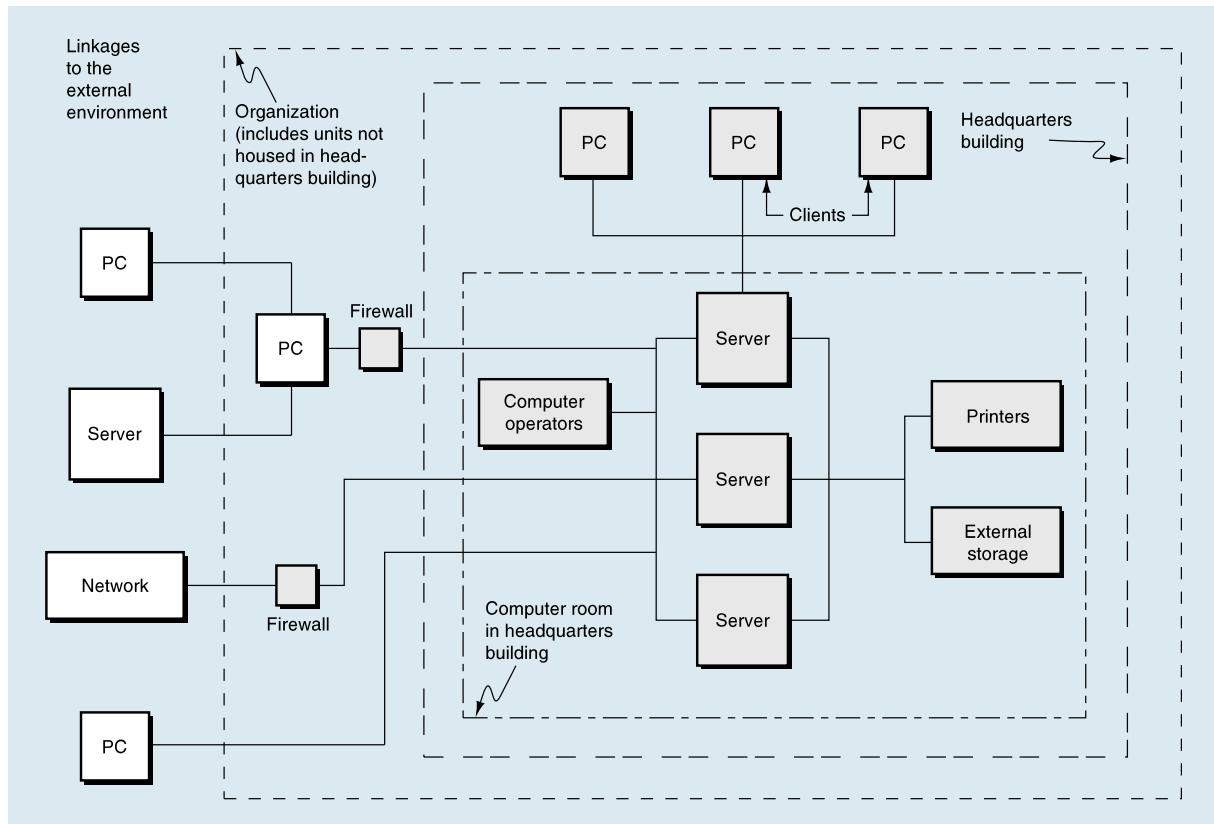 Linkages
to the
external
environment
Organization
(includes units not
housed in head-
quarters building)
Headquarters
building
PC
PC
PC
Clients
PC
PC
Firewall
Server
Server
Computer
operators
Printers
Server
External
storage
Network
Firewall
Computer room
in headquarters
building
Server
PC